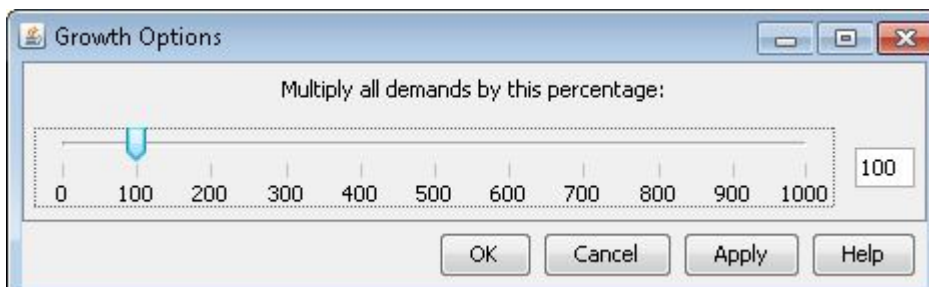 Growth Options
Multiply all demands by this percentage:
100
0 100 200 300 400 500 600 700 800 900 1000
OK Cancel Apply Help